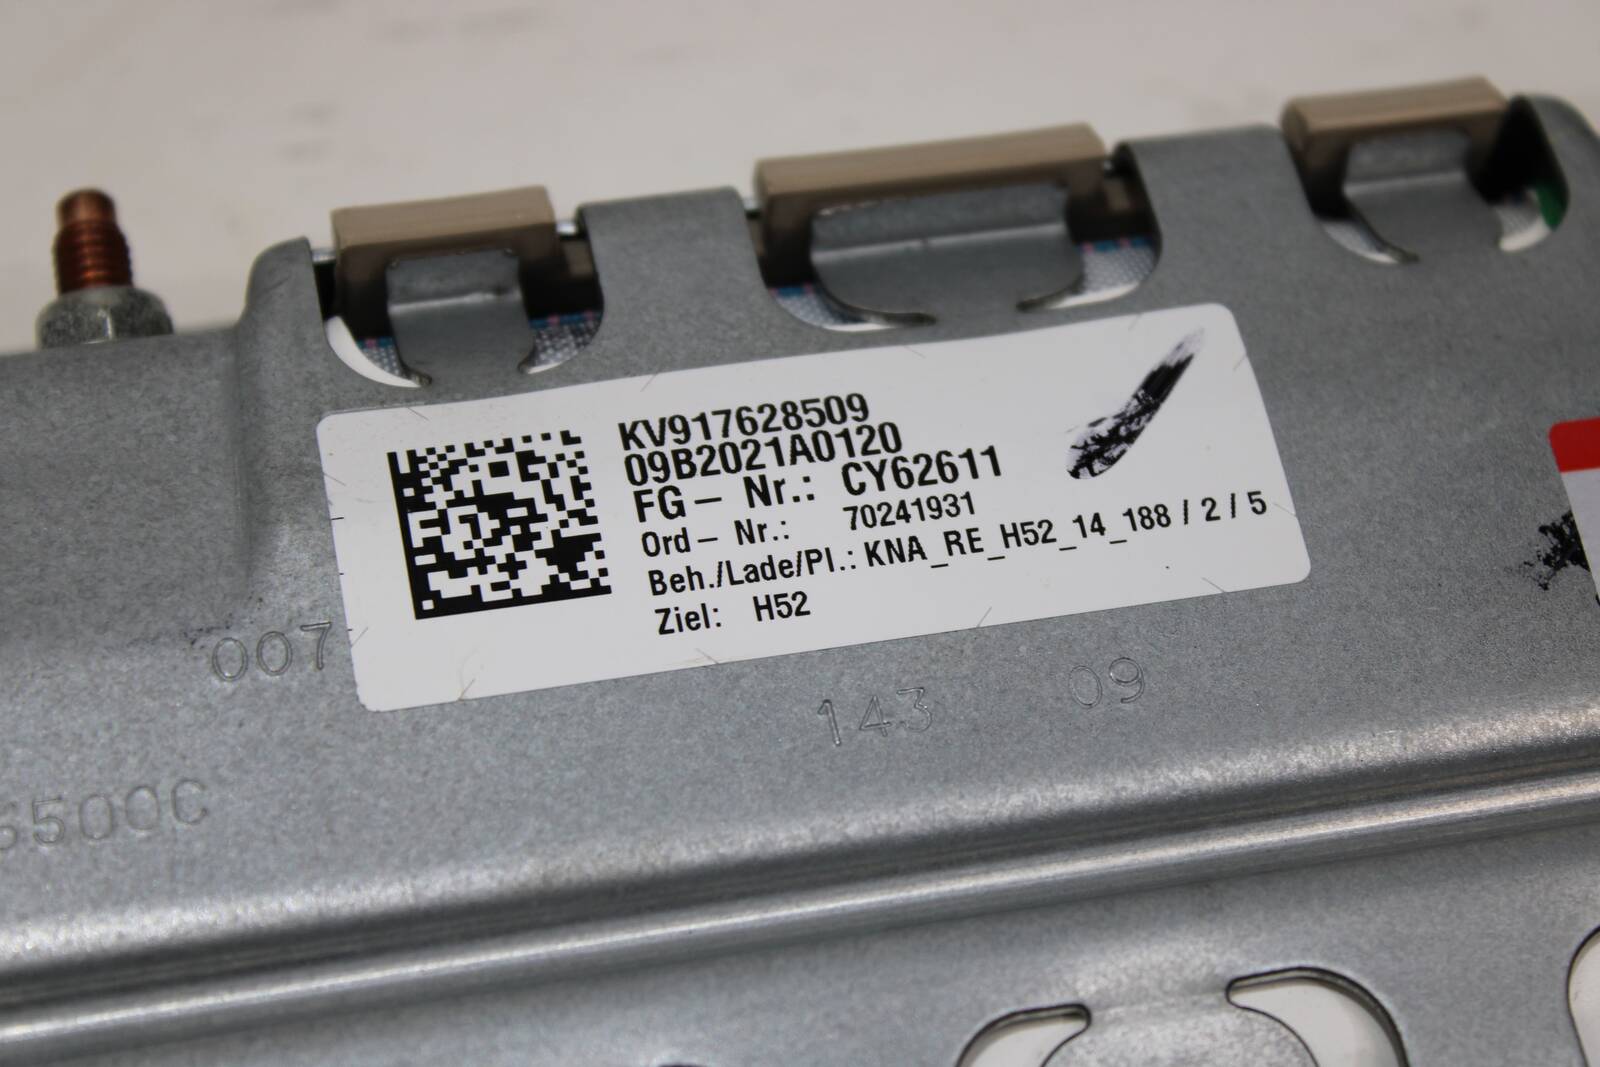 KV917628509
09B2021A0120
FG – Nr.: CY62611
Ord – Nr.: 70241931
Beh./Lade/Pl.: KNA_RE_H52_14_188 / 2 / 5
Ziel: H52
007
143 09
6500C